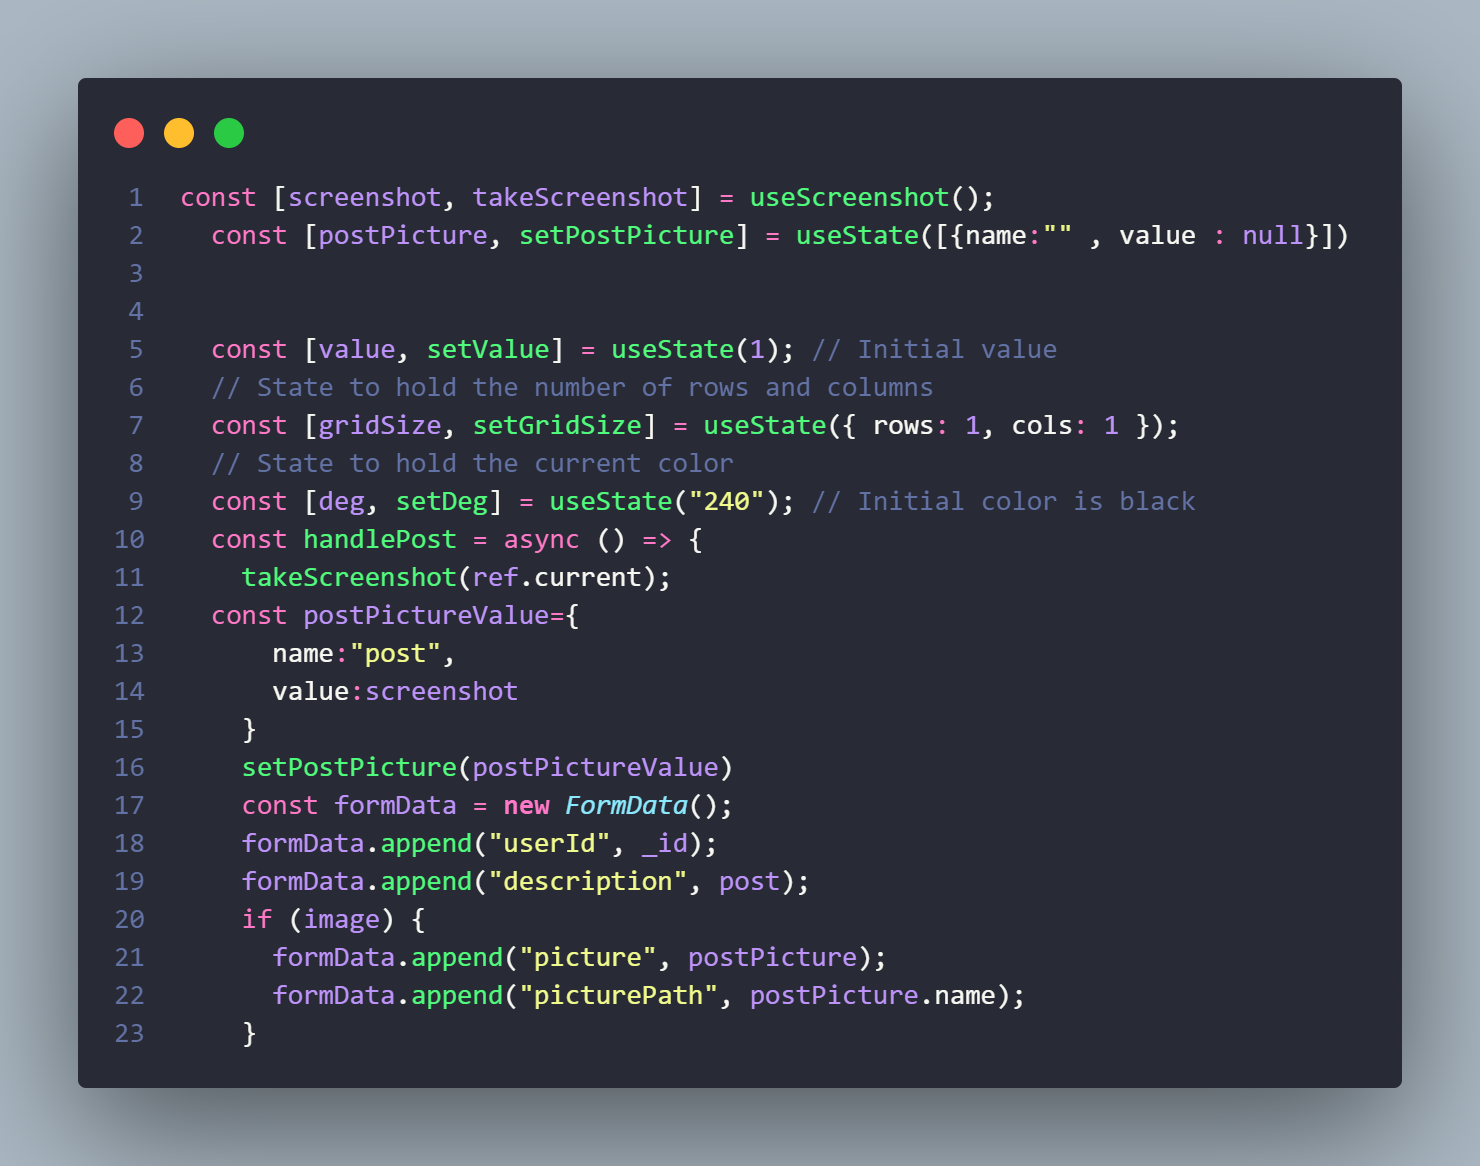 1 const [screenshot, takeScreenshot] = useScreenshot();
2   const [postPicture, setPostPicture] = useState([{name:"" , value : null}])
3
4
5   const [value, setValue] = useState(1); // Initial value
6   // State to hold the number of rows and columns
7   const [gridSize, setGridSize] = useState({ rows: 1, cols: 1 });
8   // State to hold the current color
9   const [deg, setDeg] = useState("240"); // Initial color is black
10   const handlePost = async () => {
11     takeScreenshot(ref.current);
12   const postPictureValue={
13       name:"post",
14       value:screenshot
15     }
16     setPostPicture(postPictureValue)
17     const formData = new FormData();
18     formData.append("userId", _id);
19     formData.append("description", post);
20     if (image) {
21       formData.append("picture", postPicture);
22       formData.append("picturePath", postPicture.name);
23     }